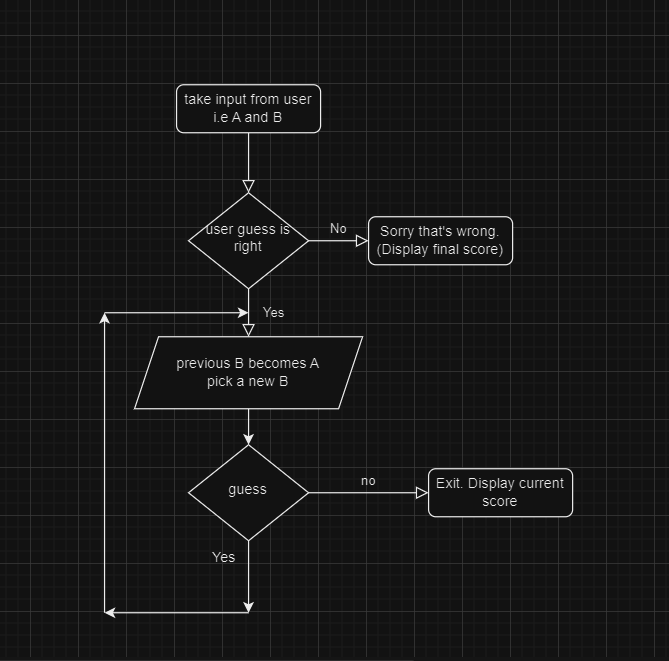 take input from user
i.e A and B
user guess is
right
No
Sorry that's wrong.
(Display final score)
Yes
previous B becomes A
pick a new B
guess
no
Exit. Display current
score
Yes